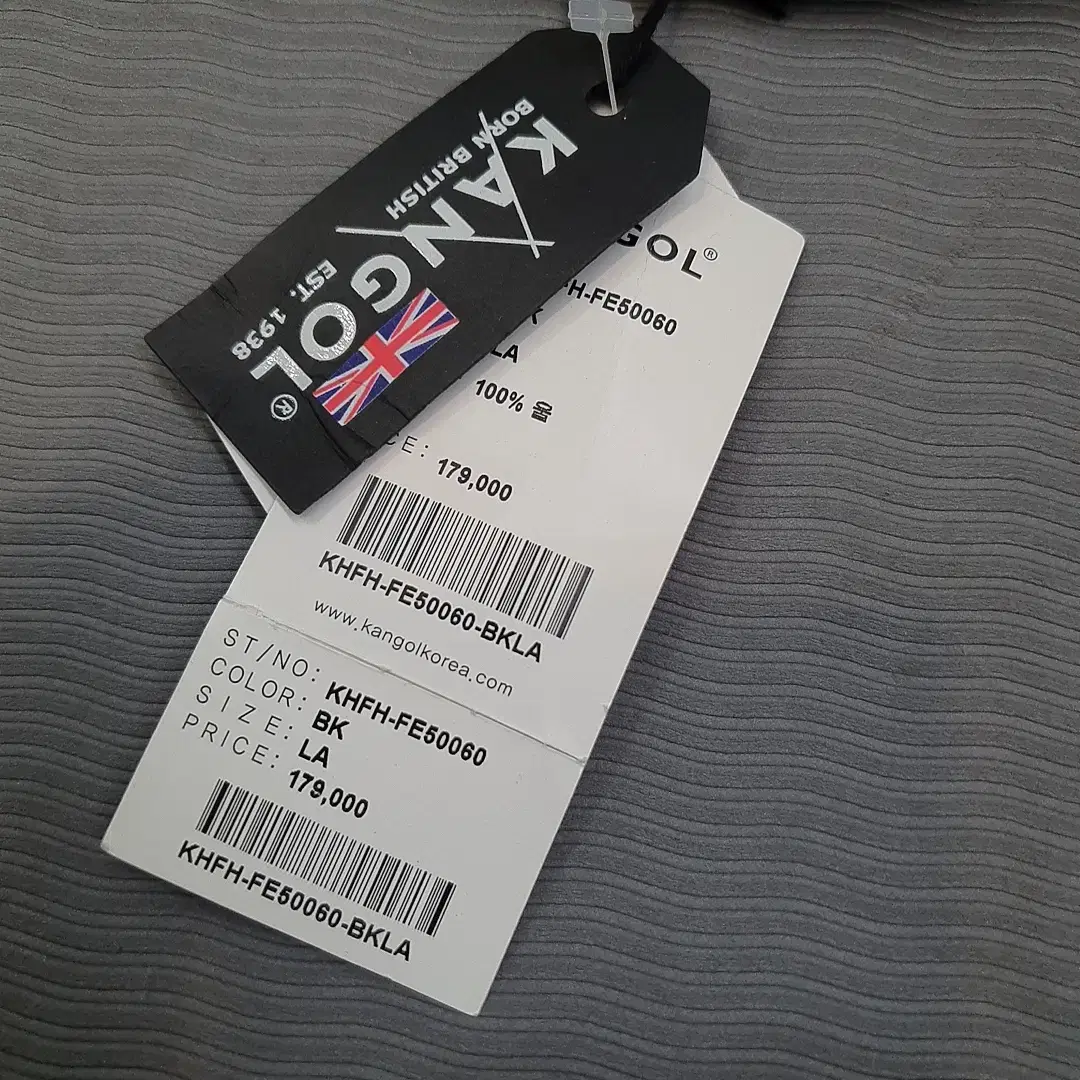 KANGOL®
BORN BRITISH
EST. 1938
GOL®
FH-FE50060
K
LA
100% 울
CE: 179,000
KHFH-FE50060-BKLA
www.kangolkorea.com
ST/NO: KHFH-FE50060
COLOR: BK
SIZE: LA
PRICE: 179,000
KHFH-FE50060-BKLA